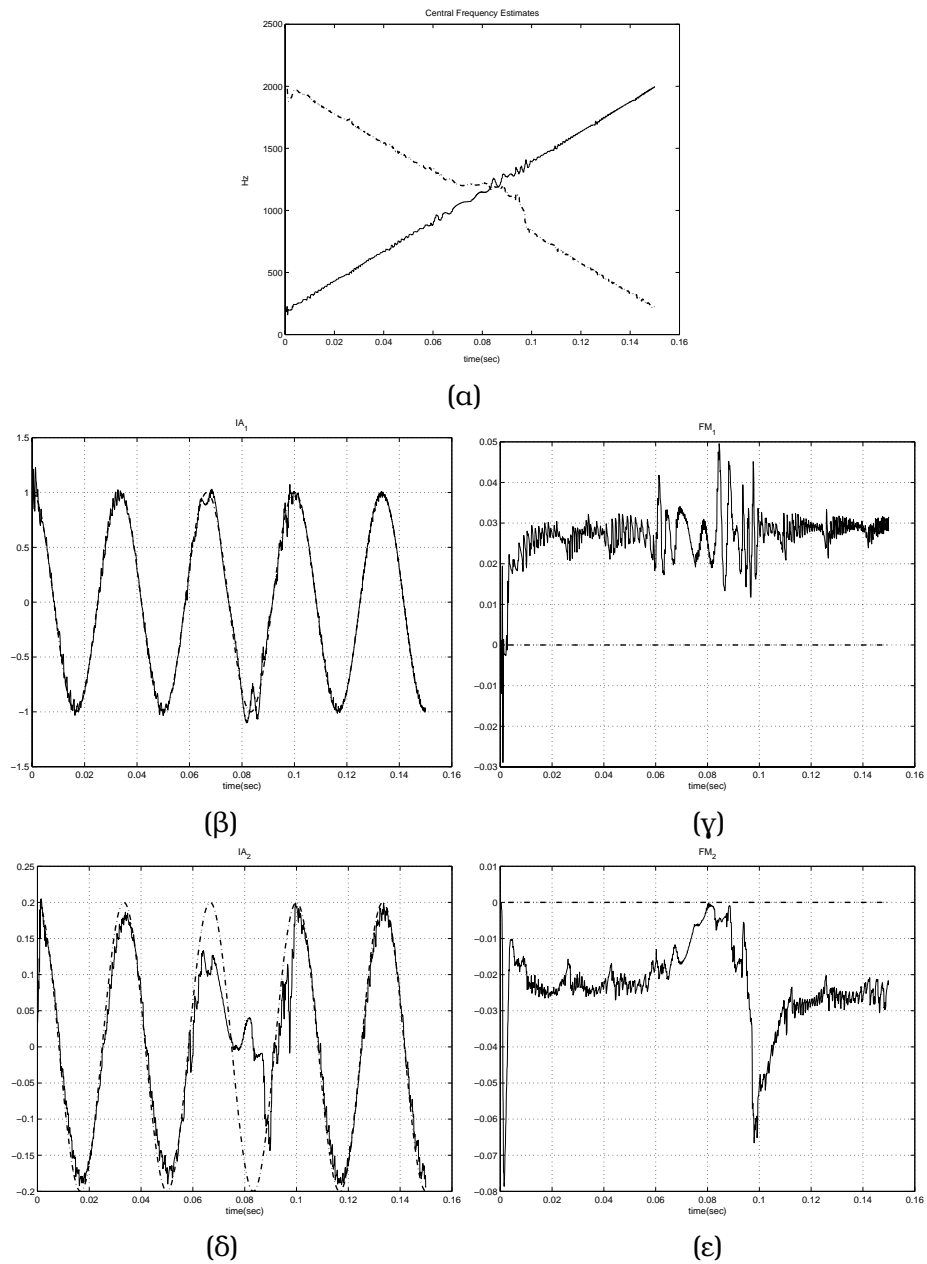 Central Frequency Estimates
2500
2000
1500
1000
500
0
Hz
0 0.02 0.04 0.06 0.08 0.1 0.12 0.14 0.16
time(sec)
(α)
IA1
1.5
1
0.5
0
−0.5
−1
−1.5
0 0.02 0.04 0.06 0.08 0.1 0.12 0.14 0.16
time(sec)
(β)
FM1
0.05
0.04
0.03
0.02
0.01
0
−0.01
−0.02
−0.03
0 0.02 0.04 0.06 0.08 0.1 0.12 0.14 0.16
time(sec)
(γ)
IA2
0.25
0.2
0.15
0.1
0.05
0
−0.05
−0.1
−0.15
−0.2
0 0.02 0.04 0.06 0.08 0.1 0.12 0.14 0.16
time(sec)
(δ)
FM2
0.01
0
−0.01
−0.02
−0.03
−0.04
−0.05
−0.06
−0.07
−0.08
0 0.02 0.04 0.06 0.08 0.1 0.12 0.14 0.16
time(sec)
(ε)